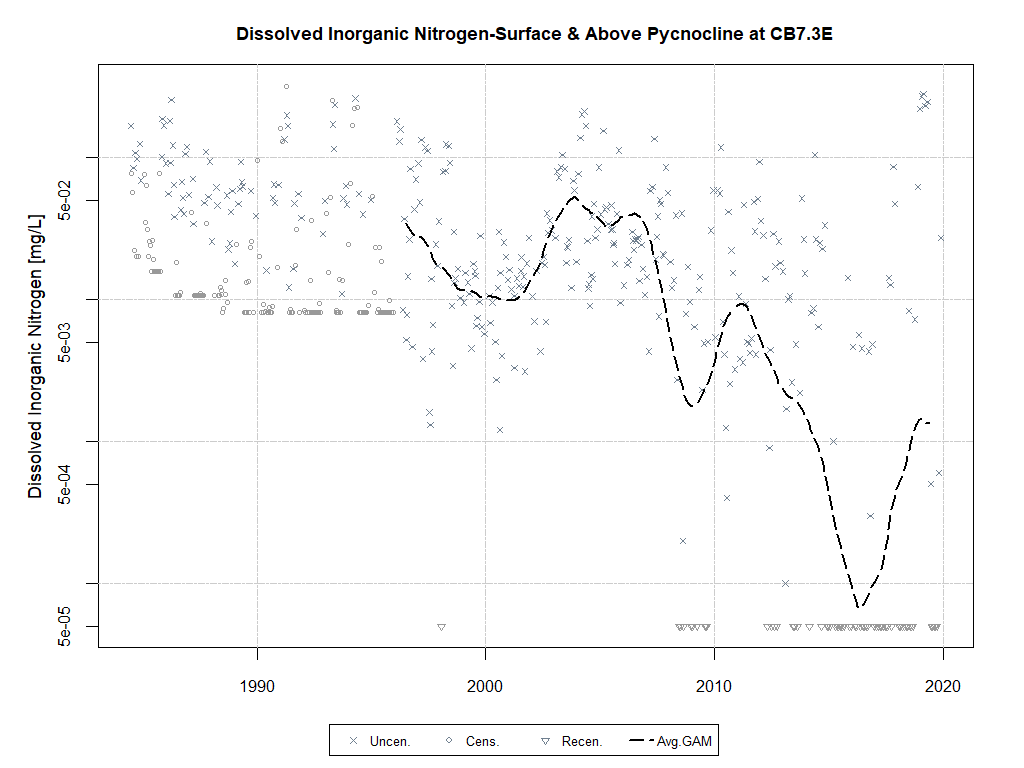 Dissolved Inorganic Nitrogen-Surface & Above Pycnocline at CB7.3E
Dissolved Inorganic Nitrogen [mg/L]
5e-02
5e-03
5e-04
5e-05
1990 2000 2010 2020
Uncen. Cens. Recen. Avg.GAM